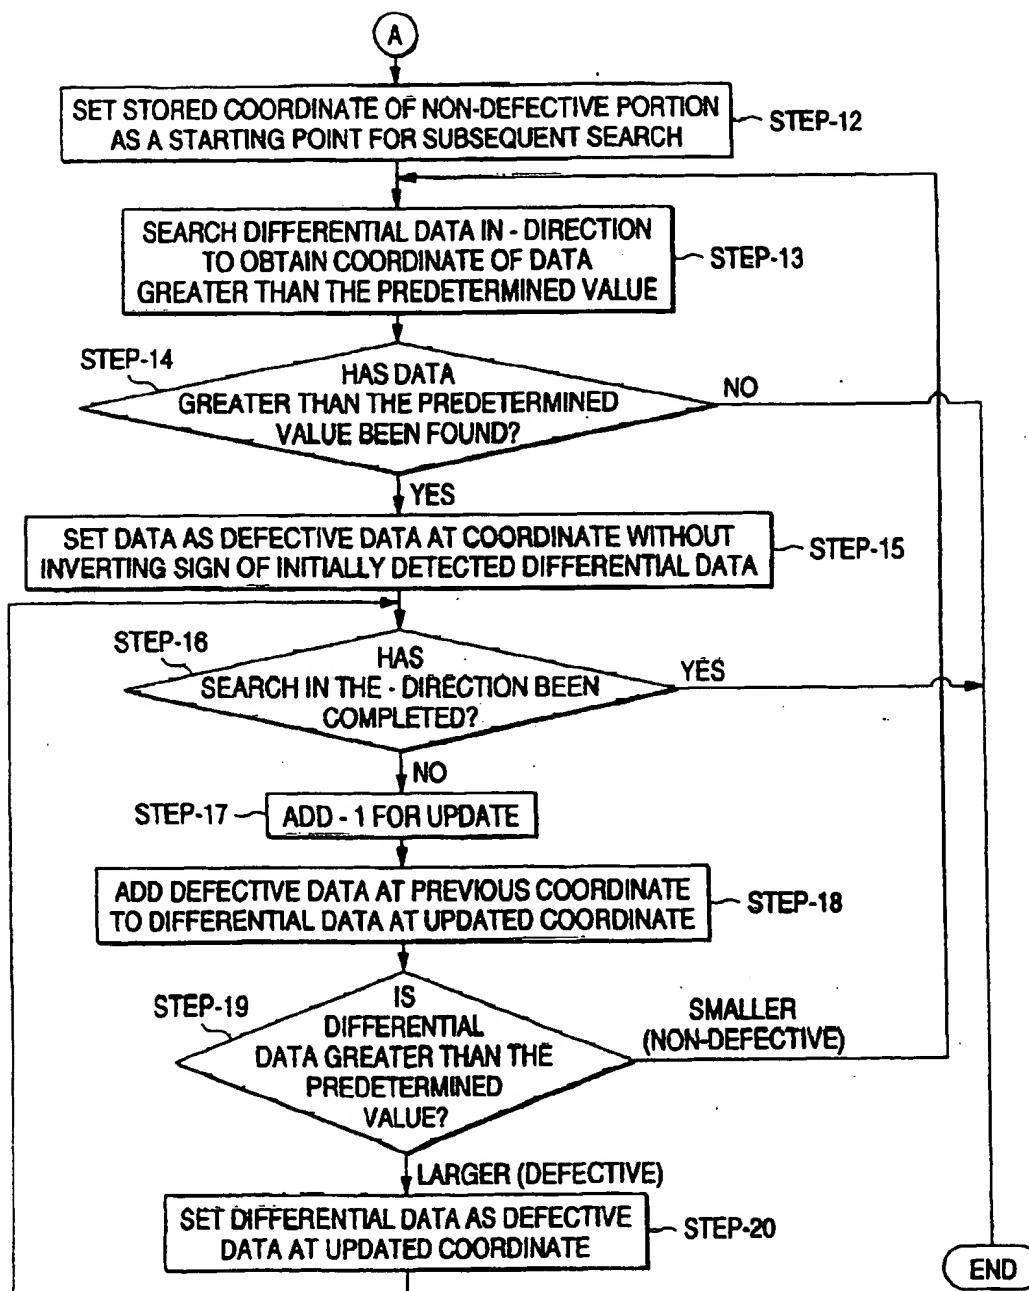 A
SET STORED COORDINATE OF NON-DEFECTIVE PORTION
AS A STARTING POINT FOR SUBSEQUENT SEARCH
STEP-12
SEARCH DIFFERENTIAL DATA IN - DIRECTION
TO OBTAIN COORDINATE OF DATA
GREATER THAN THE PREDETERMINED VALUE
STEP-13
STEP-14
HAS DATA
GREATER THAN THE PREDETERMINED
VALUE BEEN FOUND?
NO
YES
SET DATA AS DEFECTIVE DATA AT COORDINATE WITHOUT
INVERTING SIGN OF INITIALLY DETECTED DIFFERENTIAL DATA
STEP-15
STEP-16
HAS
SEARCH IN THE - DIRECTION BEEN
COMPLETED?
YES
NO
STEP-17
ADD - 1 FOR UPDATE
ADD DEFECTIVE DATA AT PREVIOUS COORDINATE
TO DIFFERENTIAL DATA AT UPDATED COORDINATE
STEP-18
STEP-19
IS
DIFFERENTIAL
DATA GREATER THAN THE
PREDETERMINED
VALUE?
SMALLER
(NON-DEFECTIVE)
LARGER (DEFECTIVE)
SET DIFFERENTIAL DATA AS DEFECTIVE
DATA AT UPDATED COORDINATE
STEP-20
END